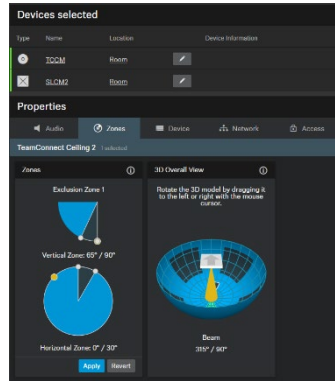 Devices selected
Type Name Location Device Information
TCCM Room
SLCM2 Room
Properties
Audio Zones Device Network Access
TeamConnect Ceiling 2 1 selected
Zones
Exclusion Zone 1
Vertical Zone: 65° / 90°
Horizontal Zone: 0° / 30°
Apply Revert
3D Overall View
Rotate the 3D model by dragging it
to the left or right with the mouse
cursor.
Beam
315° / 90°